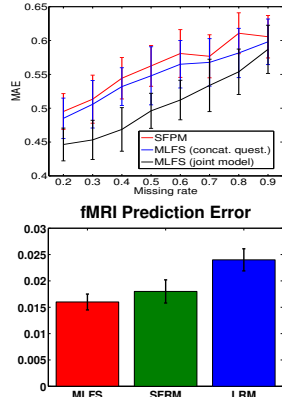 0.65
0.6
0.55
0.5
0.45
0.4
MAE
SFPM
MLFS (concat. quest.)
MLFS (joint model)
0.2 0.3 0.4 0.5 0.6 0.7 0.8 0.9
Missing rate
fMRI Prediction Error
0.03
0.025
0.02
0.015
0.01
0.005
0
MLFS SFRM LRM